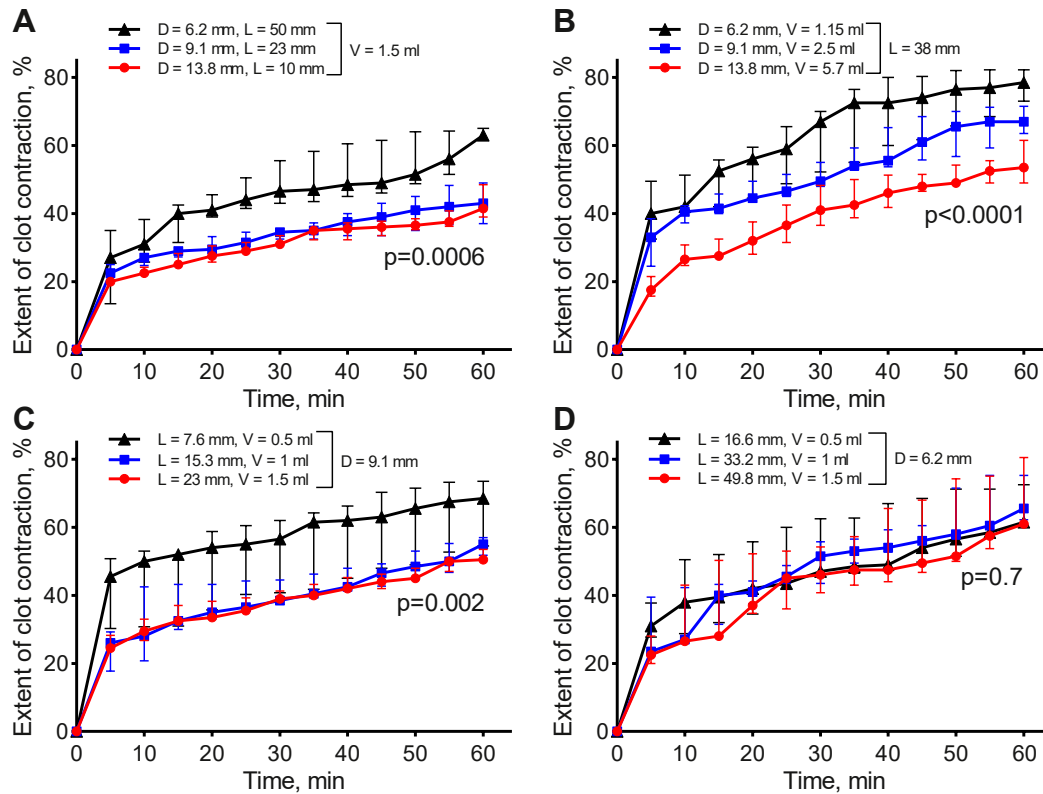 A
D = 6.2 mm, L = 50 mm
D = 9.1 mm, L = 23 mm
D = 13.8 mm, L = 10 mm
V = 1.5 ml
Extent of clot contraction, %
80
60
40
20
0
p=0.0006
0 10 20 30 40 50 60
Time, min
B
D = 6.2 mm, V = 1.15 ml
D = 9.1 mm, V = 2.5 ml
D = 13.8 mm, V = 5.7 ml
L = 38 mm
Extent of clot contraction, %
80
60
40
20
0
p<0.0001
0 10 20 30 40 50 60
Time, min
C
L = 7.6 mm, V = 0.5 ml
L = 15.3 mm, V = 1 ml
L = 23 mm, V = 1.5 ml
D = 9.1 mm
Extent of clot contraction, %
80
60
40
20
0
p=0.002
0 10 20 30 40 50 60
Time, min
D
L = 16.6 mm, V = 0.5 ml
L = 33.2 mm, V = 1 ml
L = 49.8 mm, V = 1.5 ml
D = 6.2 mm
Extent of clot contraction, %
80
60
40
20
0
p=0.7
0 10 20 30 40 50 60
Time, min